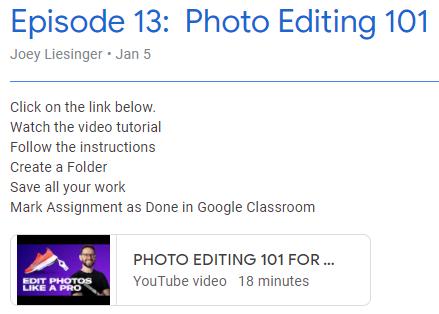 Episode 13:  Photo Editing 101
Joey Liesinger • Jan 5
Click on the link below.
Watch the video tutorial
Follow the instructions
Create a Folder
Save all your work
Mark Assignment as Done in Google Classroom
EDIT PHOTOS
LIKE A PRO
PHOTO EDITING 101 FOR ...
YouTube video   18 minutes